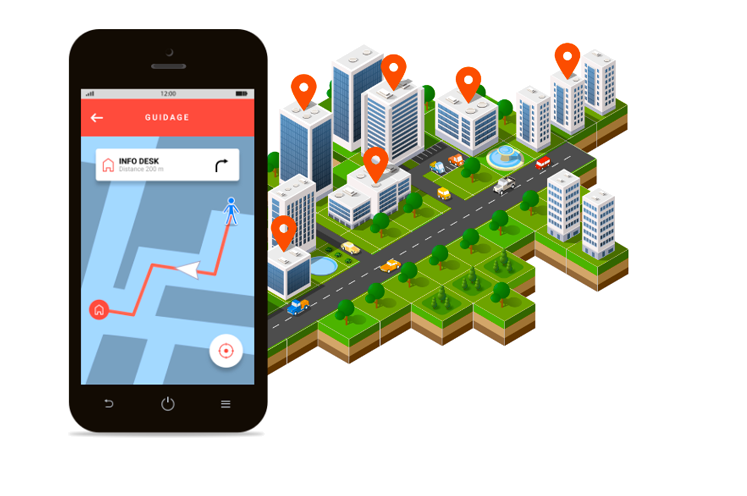 12:00
GUIDAGE
INFO DESK
Distance 200 m